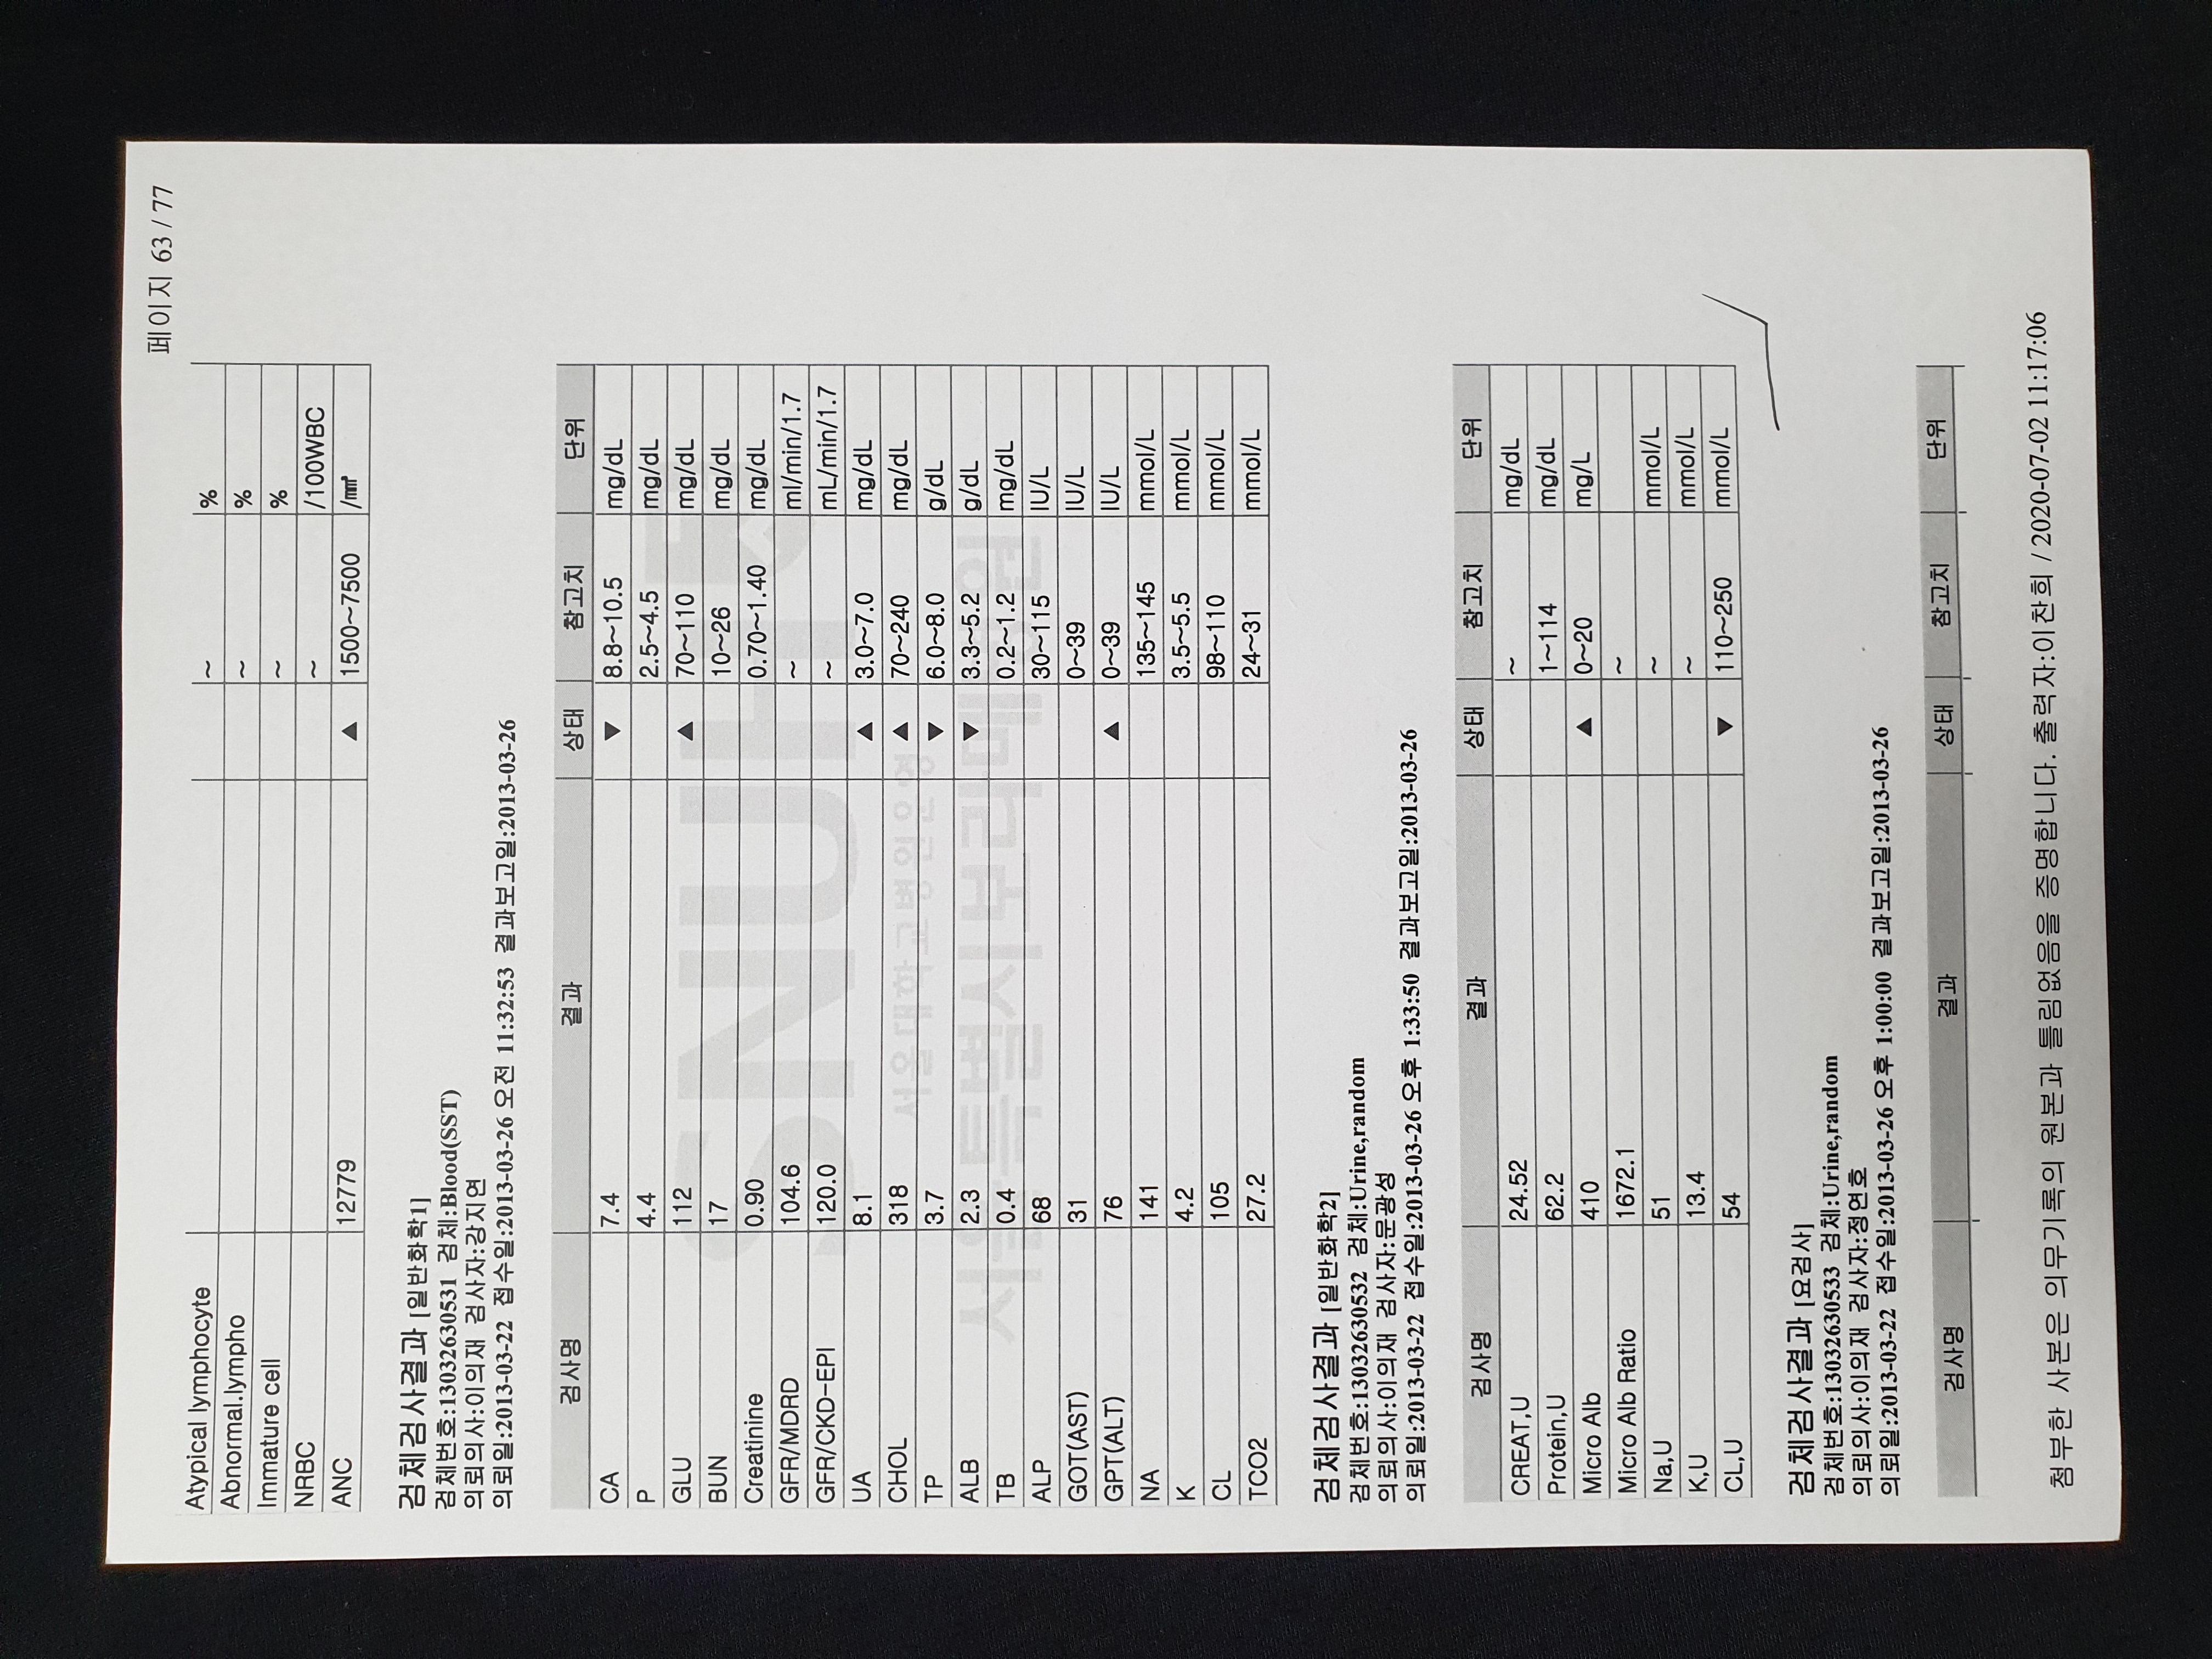 페이지 63 / 77
Atypical lymphocyte ~ %
Abnormal.lympho ~ %
Immature cell ~ %
NRBC ~ /100WBC
ANC 12779 ▲ 1500~7500 /㎣
검체검사결과 [일반화학1]
검체번호:13032630531 검체:Blood(SST)
의뢰의사:이의재 검사자:강지연
의뢰일:2013-03-22 접수일:2013-03-26 오전 11:32:53 결과보고일:2013-03-26
검사명 결과 상태 참고치 단위
CA 7.4 ▼ 8.8~10.5 mg/dL
P 4.4 2.5~4.5 mg/dL
GLU 112 ▲ 70~110 mg/dL
BUN 17 10~26 mg/dL
Creatinine 0.90 0.70~1.40 mg/dL
GFR/MDRD 104.6 ~ ml/min/1.7
GFR/CKD-EPI 120.0 ~ mL/min/1.7
UA 8.1 ▲ 3.0~7.0 mg/dL
CHOL 318 ▲ 70~240 mg/dL
TP 3.7 ▼ 6.0~8.0 g/dL
ALB 2.3 ▼ 3.3~5.2 g/dL
TB 0.4 0.2~1.2 mg/dL
ALP 68 30~115 IU/L
GOT(AST) 31 0~39 IU/L
GPT(ALT) 76 ▲ 0~39 IU/L
NA 141 135~145 mmol/L
K 4.2 3.5~5.5 mmol/L
CL 105 98~110 mmol/L
TCO2 27.2 24~31 mmol/L
SNUH
서울대학교병원운영
서울특별시보라매병원
검체검사결과 [일반화학2]
검체번호:13032630532 검체:Urine,random
의뢰의사:이의재 검사자:문광성
의뢰일:2013-03-22 접수일:2013-03-26 오후 1:33:50 결과보고일:2013-03-26
검사명 결과 상태 참고치 단위
CREAT,U 24.52 ~ mg/dL
Protein,U 62.2 1~114 mg/dL
Micro Alb 410 ▲ 0~20 mg/L
Micro Alb Ratio 1672.1 ~
Na,U 51 ~ mmol/L
K,U 13.4 ~ mmol/L
CL,U 54 ▼ 110~250 mmol/L
검체검사결과 [요검사]
검체번호:13032630533 검체:Urine,random
의뢰의사:이의재 검사자:정연호
의뢰일:2013-03-22 접수일:2013-03-26 오후 1:00:00 결과보고일:2013-03-26
검사명 결과 상태 참고치 단위
첨부한 사본은 의무기록의 원본과 틀림없음을 증명합니다. 출력자:이찬희 / 2020-07-02 11:17:06